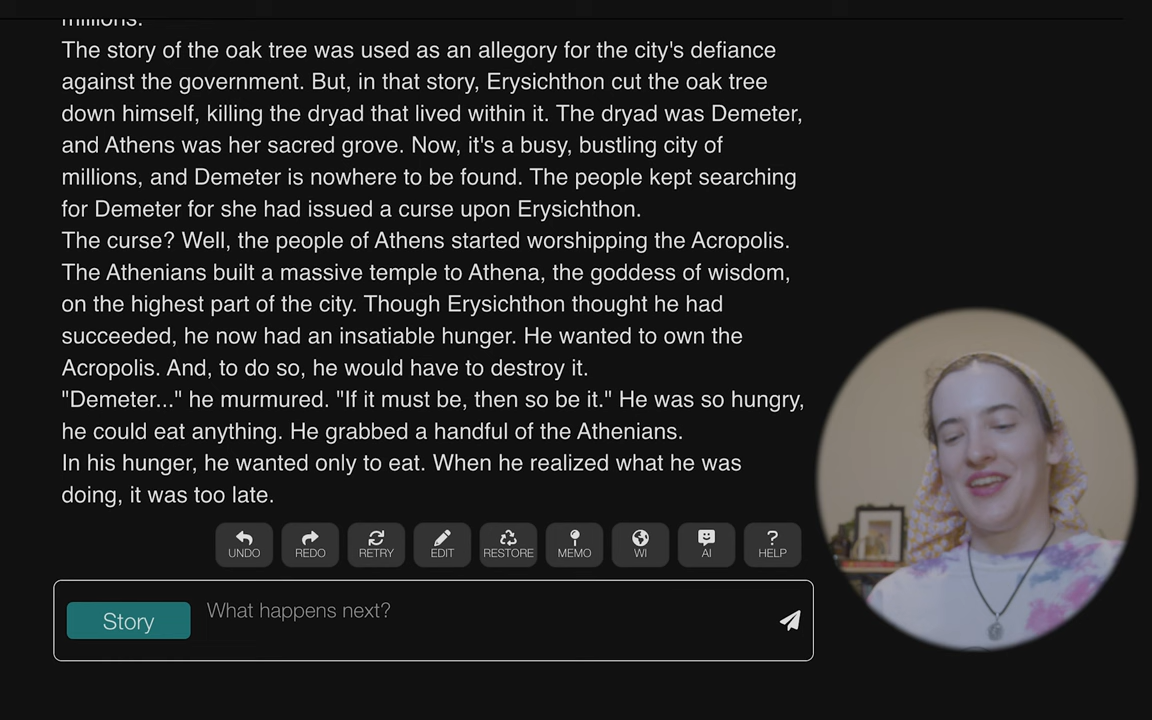 millions.
The story of the oak tree was used as an allegory for the city's defiance
against the government. But, in that story, Erysichthon cut the oak tree
down himself, killing the dryad that lived within it. The dryad was Demeter,
and Athens was her sacred grove. Now, it's a busy, bustling city of
millions, and Demeter is nowhere to be found. The people kept searching
for Demeter for she had issued a curse upon Erysichthon.
The curse? Well, the people of Athens started worshipping the Acropolis.
The Athenians built a massive temple to Athena, the goddess of wisdom,
on the highest part of the city. Though Erysichthon thought he had
succeeded, he now had an insatiable hunger. He wanted to own the
Acropolis. And, to do so, he would have to destroy it.
"Demeter..." he murmured. "If it must be, then so be it." He was so hungry,
he could eat anything. He grabbed a handful of the Athenians.
In his hunger, he wanted only to eat. When he realized what he was
doing, it was too late.
UNDO REDO RETRY EDIT RESTORE MEMO WI AI HELP
Story What happens next?